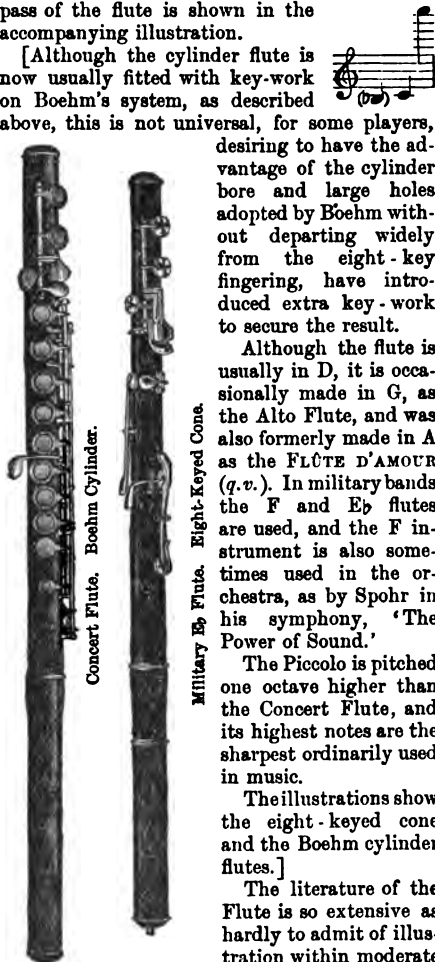 pass of the flute is shown in the
accompanying illustration.
[Although the cylinder flute is
now usually fitted with key-work
on Boehm's system, as described
above, this is not universal, for some players,
desiring to have the ad-
vantage of the cylinder
bore and large holes
adopted by Boehm with-
out departing widely
from the eight-key
fingering, have intro-
duced extra key-work
to secure the result.
Although the flute is
usually in D, it is occa-
sionally made in G, as
the Alto Flute, and was
also formerly made in A
as the FLÛTE D'AMOUR
(q.v.). In military bands
the F and E♭ flutes
are used, and the F in-
strument is also some-
times used in the or-
chestra, as by Spohr in
his symphony, 'The
Power of Sound.'
The Piccolo is pitched
one octave higher than
the Concert Flute, and
its highest notes are the
sharpest ordinarily used
in music.
The illustrations show
the eight-keyed cone
and the Boehm cylinder
flutes.]
The literature of the
Flute is so extensive as
hardly to admit of illus-
tration within moderate
Concert Flute. Boehm Cylinder.
Military E♭ Flute. Eight-Keyed Cone.